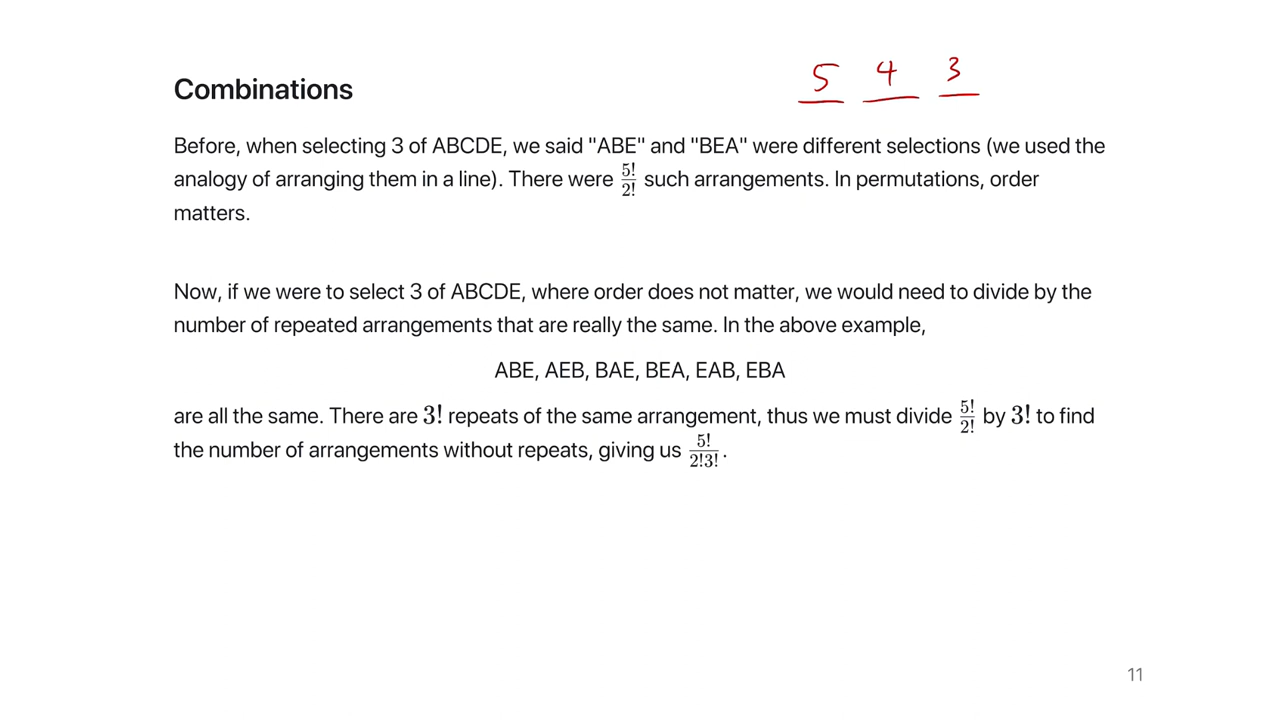 Combinations
5 4 3
Before, when selecting 3 of ABCDE, we said "ABE" and "BEA" were different selections (we used the
analogy of arranging them in a line). There were 5!/2! such arrangements. In permutations, order
matters.
Now, if we were to select 3 of ABCDE, where order does not matter, we would need to divide by the
number of repeated arrangements that are really the same. In the above example,
ABE, AEB, BAE, BEA, EAB, EBA
are all the same. There are 3! repeats of the same arrangement, thus we must divide 5!/2! by 3! to find
the number of arrangements without repeats, giving us 5!/2!3!.
11